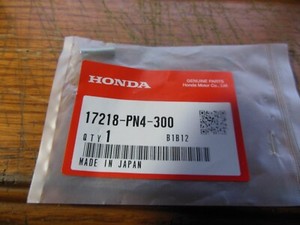 HONDA
GENUINE PARTS
Honda Motor Co., Ltd.
17218-PN4-300
QTY 1 B1B12
MADE IN JAPAN